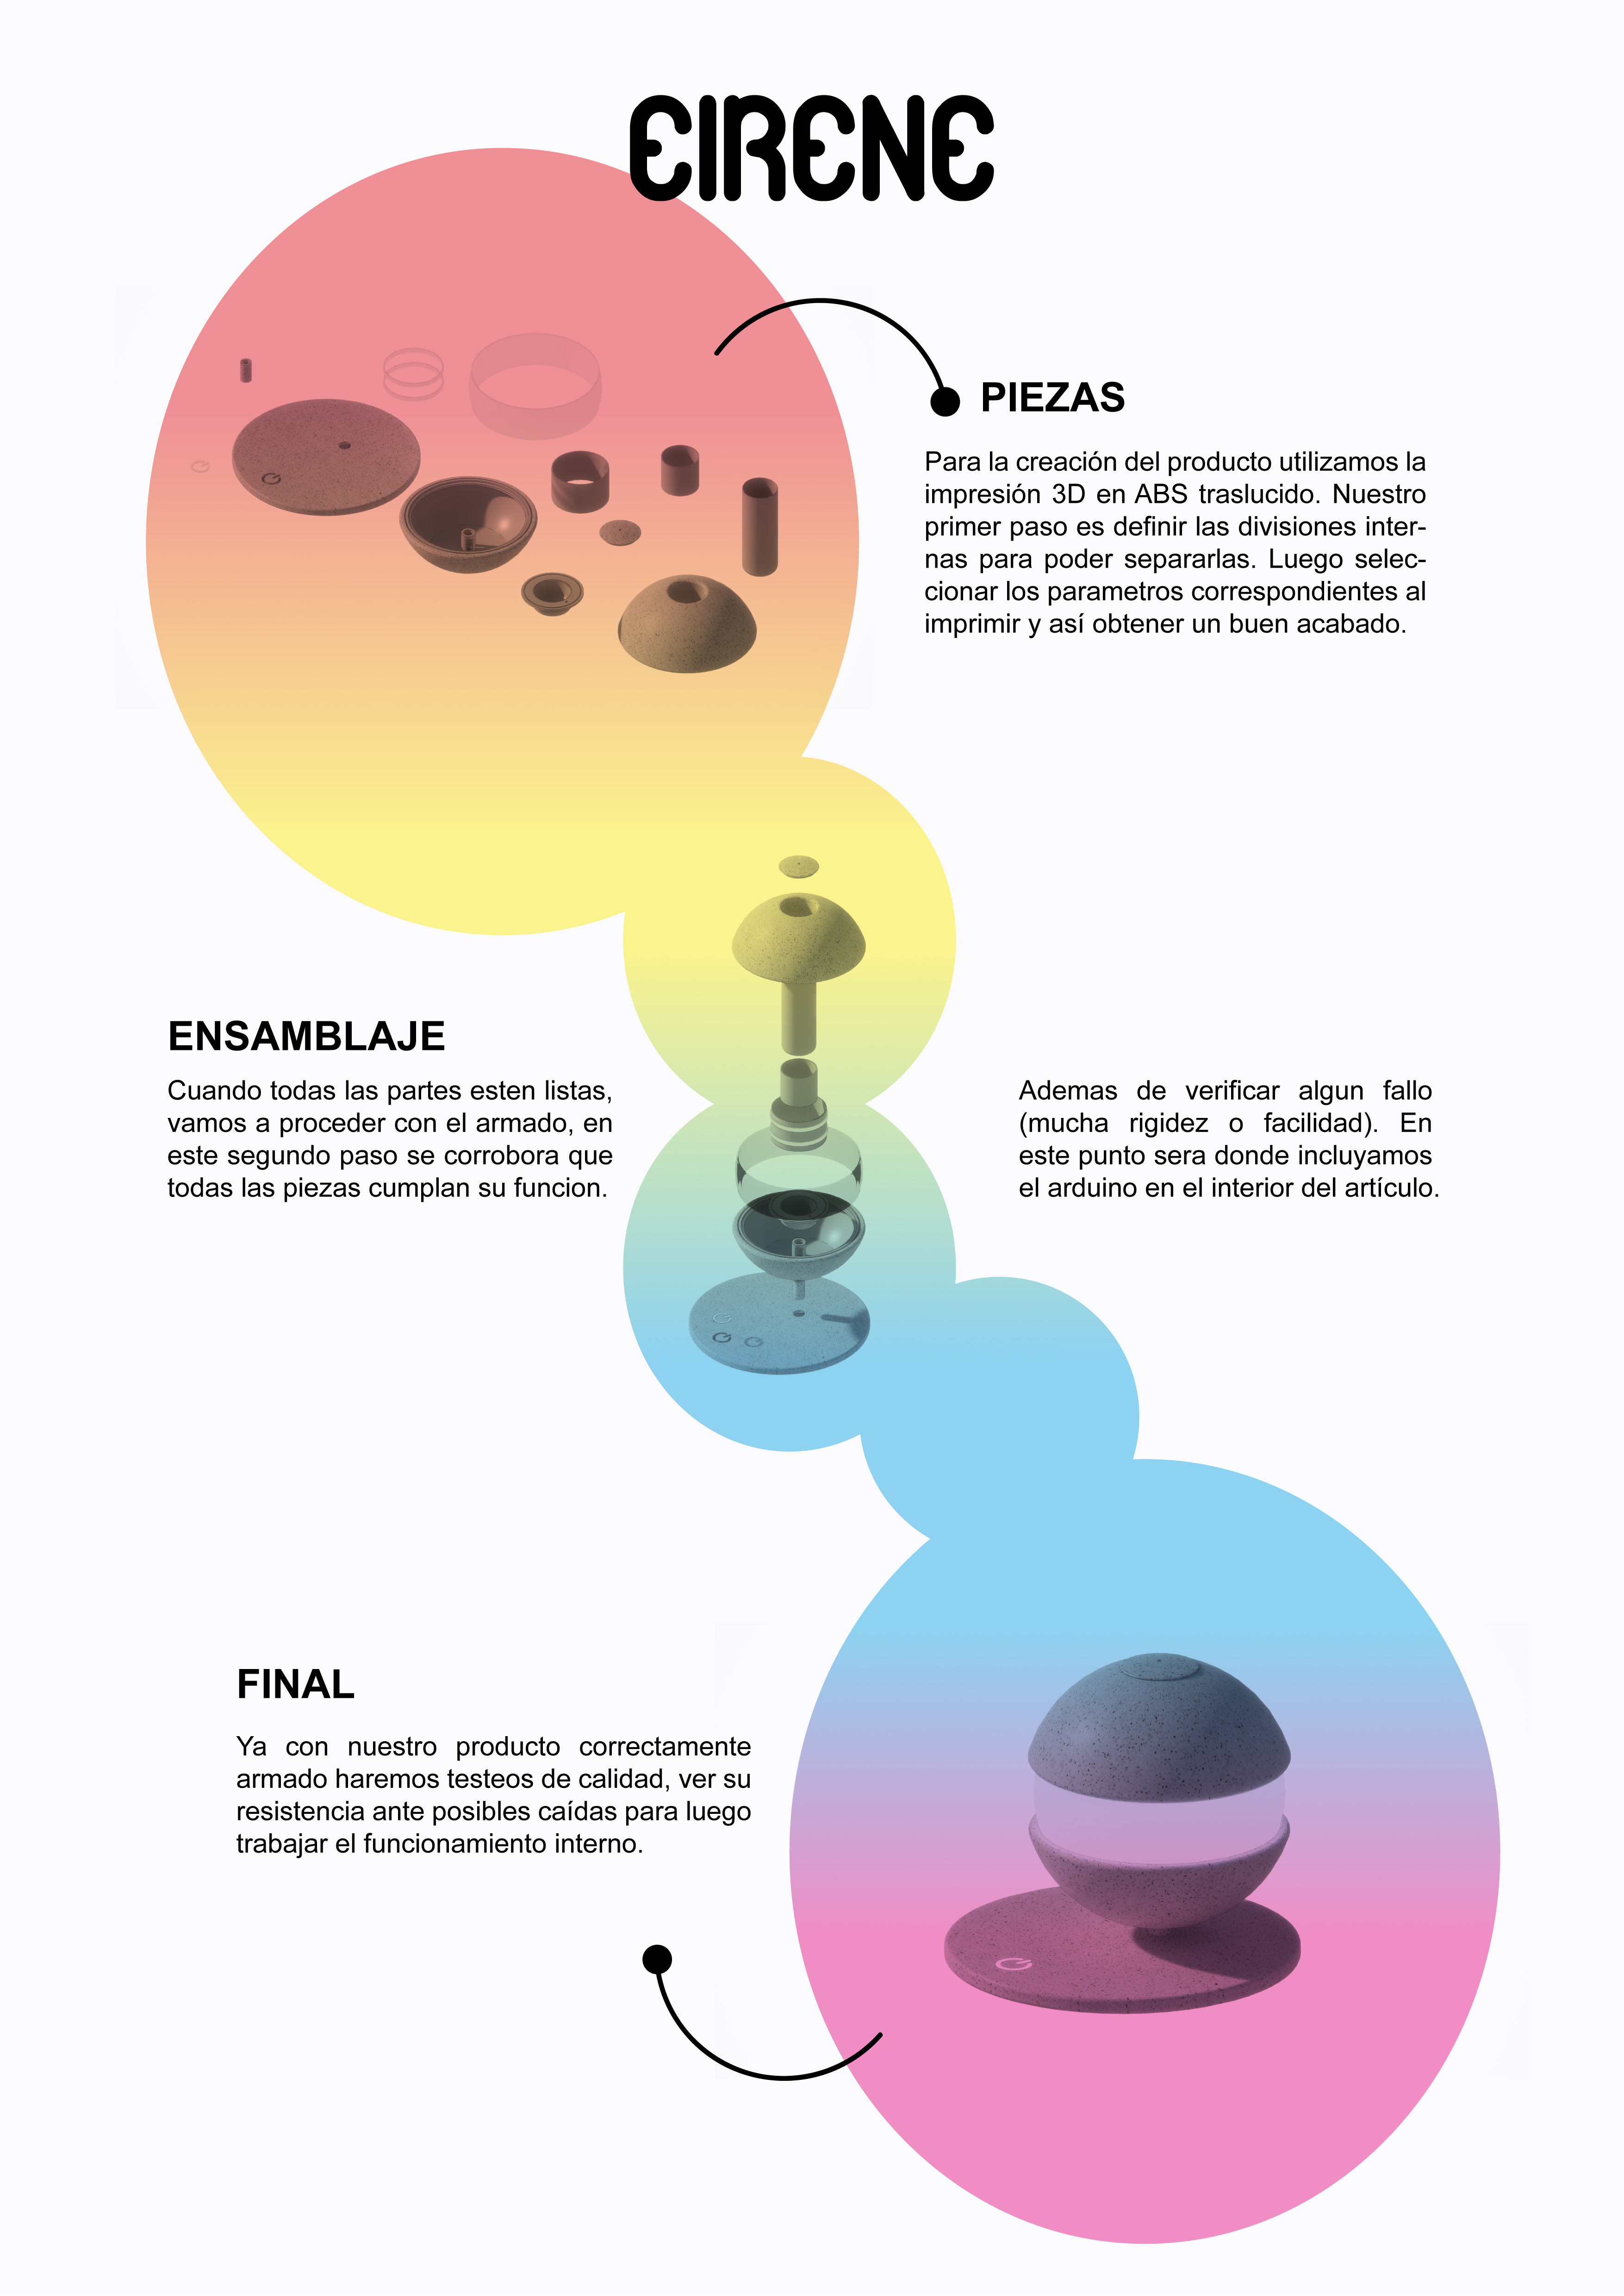 EIRENE
PIEZAS
Para la creación del producto utilizamos la
impresión 3D en ABS traslucido. Nuestro
primer paso es definir las divisiones inter-
nas para poder separarlas. Luego selec-
cionar los parametros correspondientes al
imprimir y así obtener un buen acabado.
ENSAMBLAJE
Cuando todas las partes esten listas,
vamos a proceder con el armado, en
este segundo paso se corrobora que
todas las piezas cumplan su funcion.
Ademas de verificar algun fallo
(mucha rigidez o facilidad). En
este punto sera donde incluyamos
el arduino en el interior del artículo.
FINAL
Ya con nuestro producto correctamente
armado haremos testeos de calidad, ver su
resistencia ante posibles caídas para luego
trabajar el funcionamiento interno.